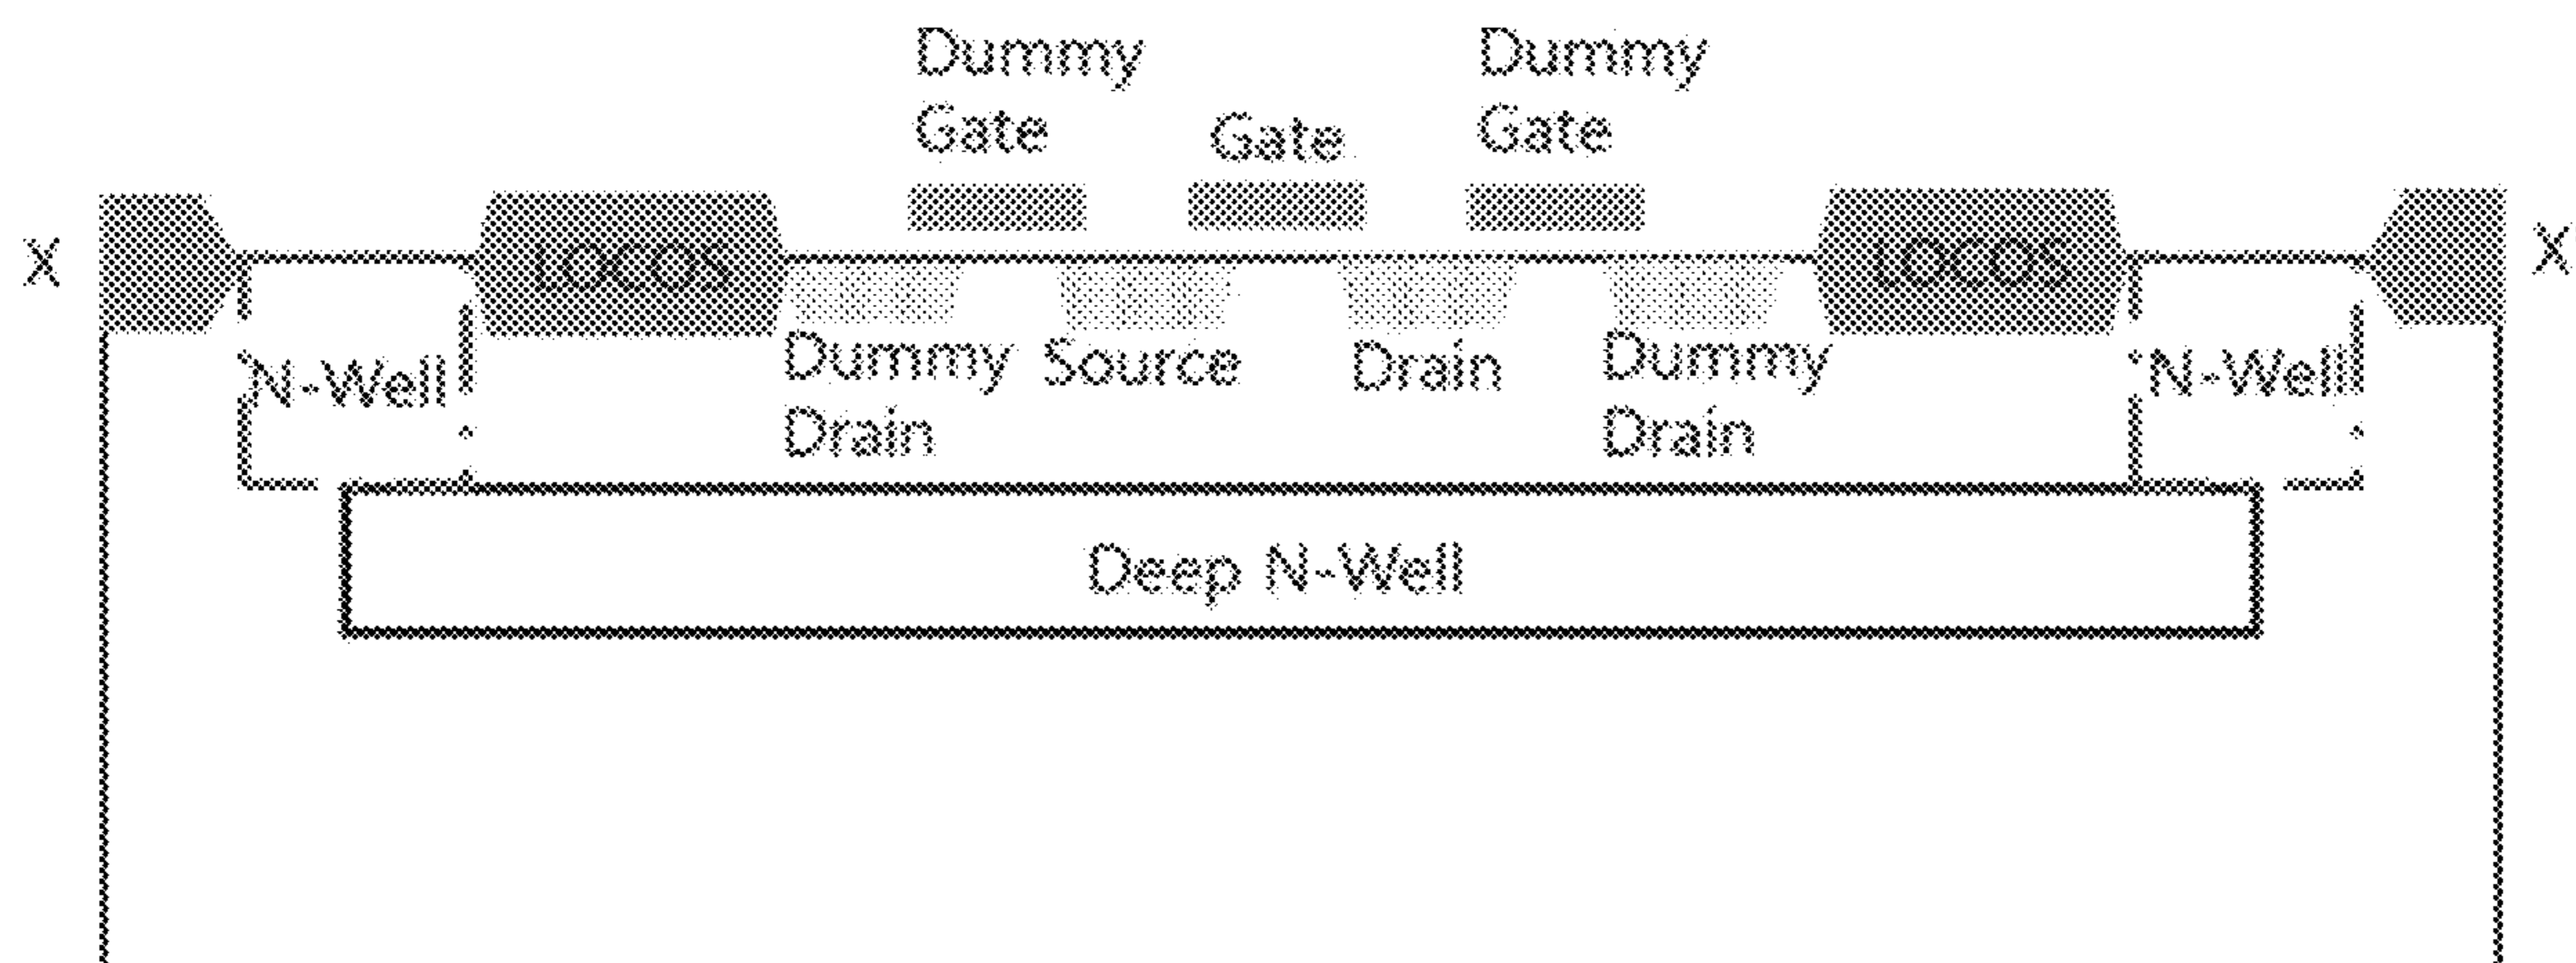 Dummy
Gate
Gate
Dummy
Gate
X
LOCOS
LOCOS
X
N-Well
Dummy
Drain
Source
Drain
Dummy
Drain
N-Well
Deep N-Well